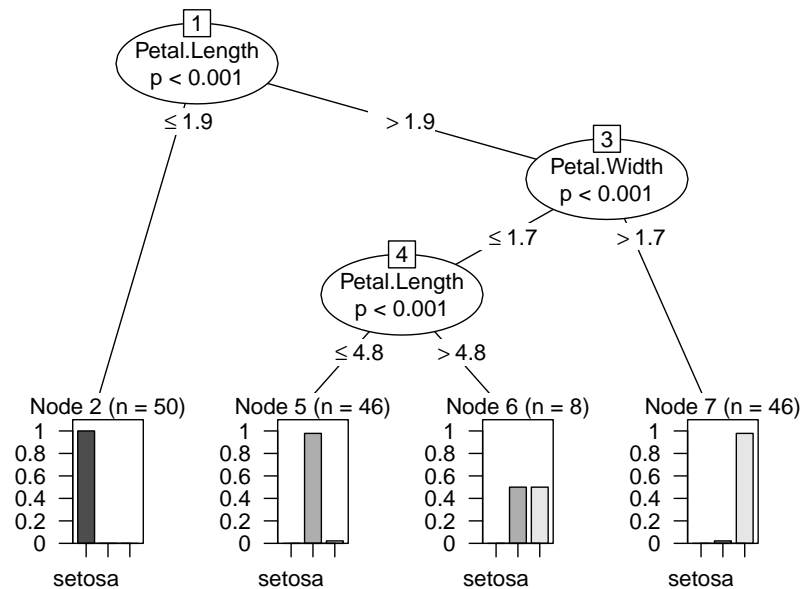 1
Petal.Length
p < 0.001
≤ 1.9
> 1.9
3
Petal.Width
p < 0.001
≤ 1.7
> 1.7
4
Petal.Length
p < 0.001
≤ 4.8
> 4.8
Node 2 (n = 50)
1
0.8
0.6
0.4
0.2
0
setosa
Node 5 (n = 46)
1
0.8
0.6
0.4
0.2
0
setosa
Node 6 (n = 8)
1
0.8
0.6
0.4
0.2
0
setosa
Node 7 (n = 46)
1
0.8
0.6
0.4
0.2
0
setosa